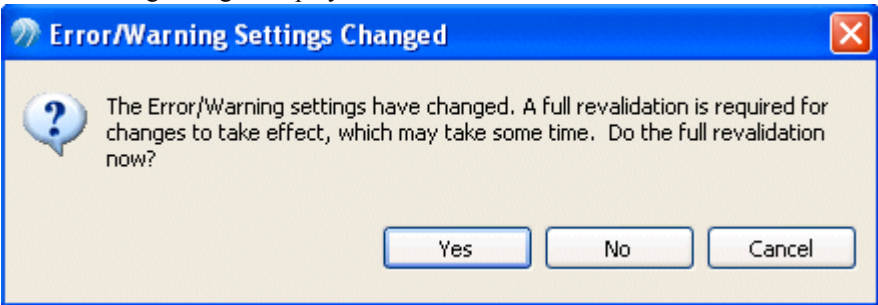 Error/Warning Settings Changed
The Error/Warning settings have changed. A full revalidation is required for
changes to take effect, which may take some time.  Do the full revalidation
now?
Yes No Cancel